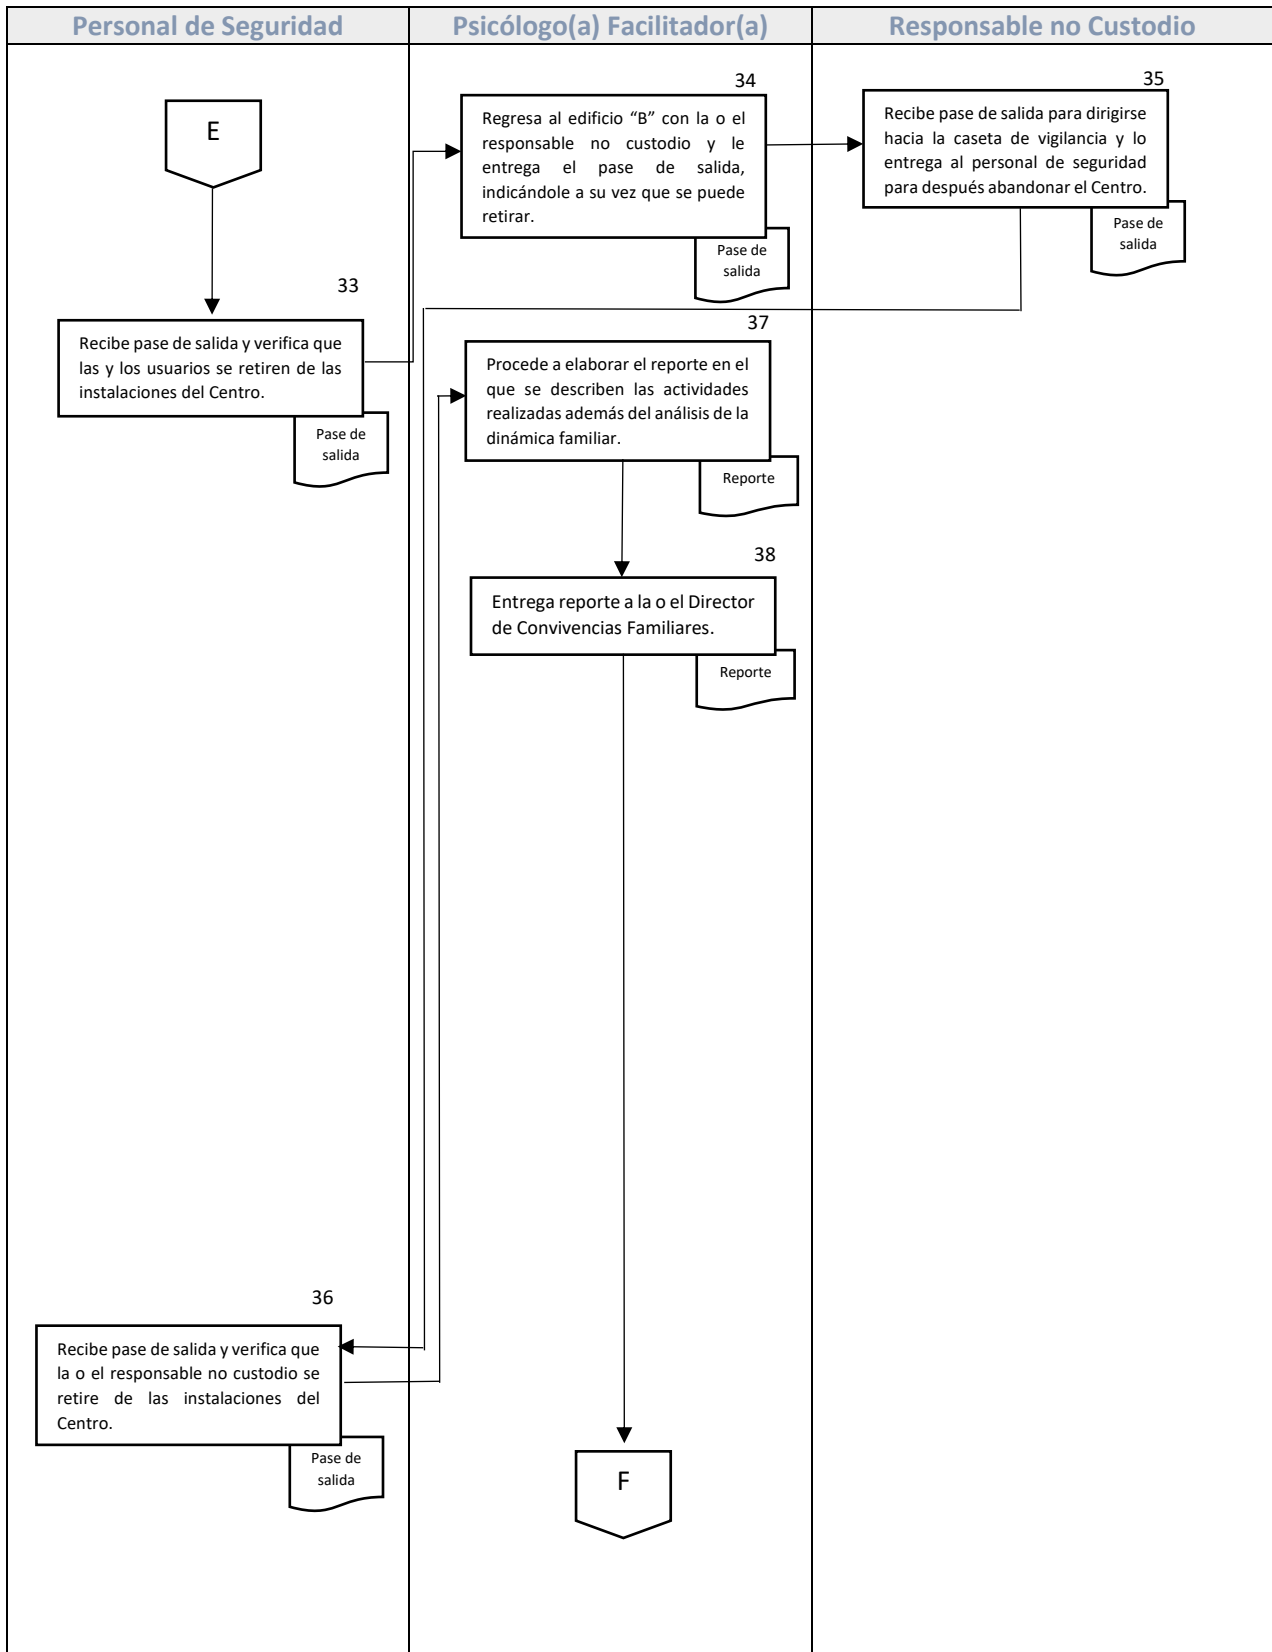 Personal de Seguridad
Psicólogo(a) Facilitador(a)
Responsable no Custodio
E
33
Recibe pase de salida y verifica que
las y los usuarios se retiren de las
instalaciones del Centro.
Pase de
salida
34
Regresa al edificio “B” con la o el
responsable no custodio y le
entrega el pase de salida,
indicándole a su vez que se puede
retirar.
Pase de
salida
35
Recibe pase de salida para dirigirse
hacia la caseta de vigilancia y lo
entrega al personal de seguridad
para después abandonar el Centro.
Pase de
salida
36
Recibe pase de salida y verifica que
la o el responsable no custodio se
retire de las instalaciones del
Centro.
Pase de
salida
37
Procede a elaborar el reporte en el
que se describen las actividades
realizadas además del análisis de la
dinámica familiar.
Reporte
38
Entrega reporte a la o el Director
de Convivencias Familiares.
Reporte
F